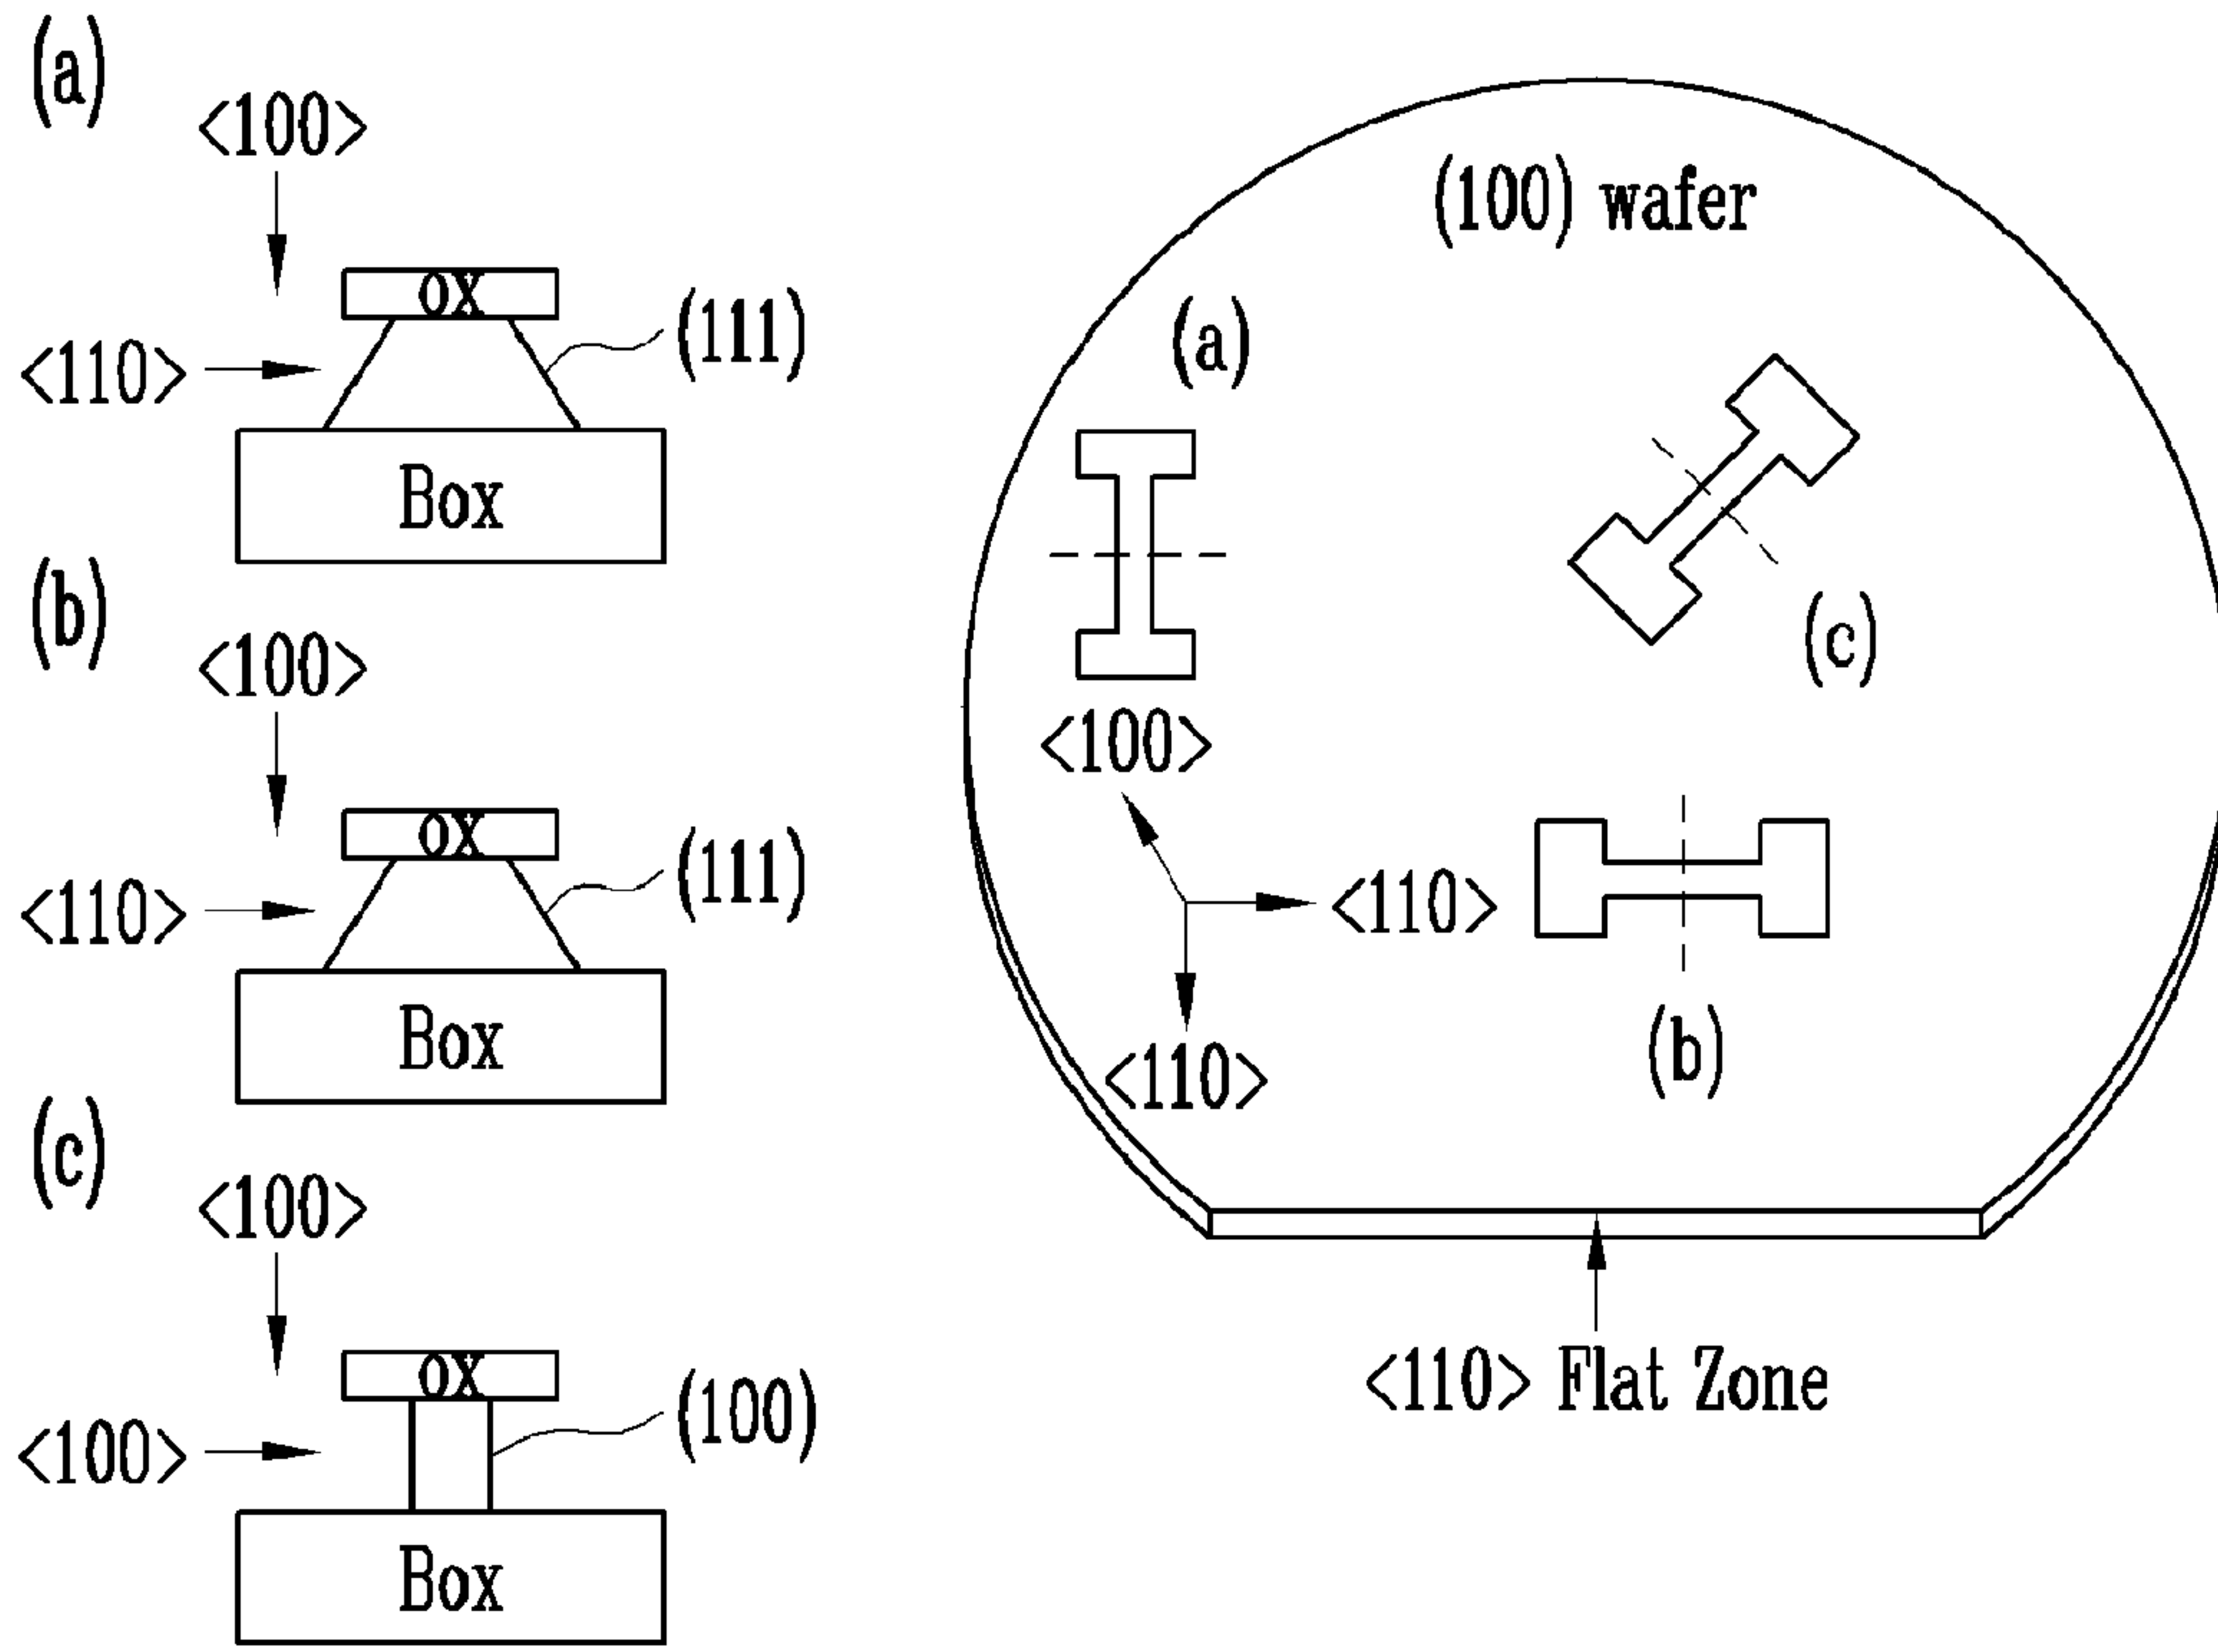 (a)
<100>
ox
<110>
(111)
Box
(b)
<100>
ox
<110>
(111)
Box
(c)
<100>
ox
<100>
(100)
Box
(100) wafer
(a)
(c)
<100>
<110>
<110>
(b)
<110> Flat Zone